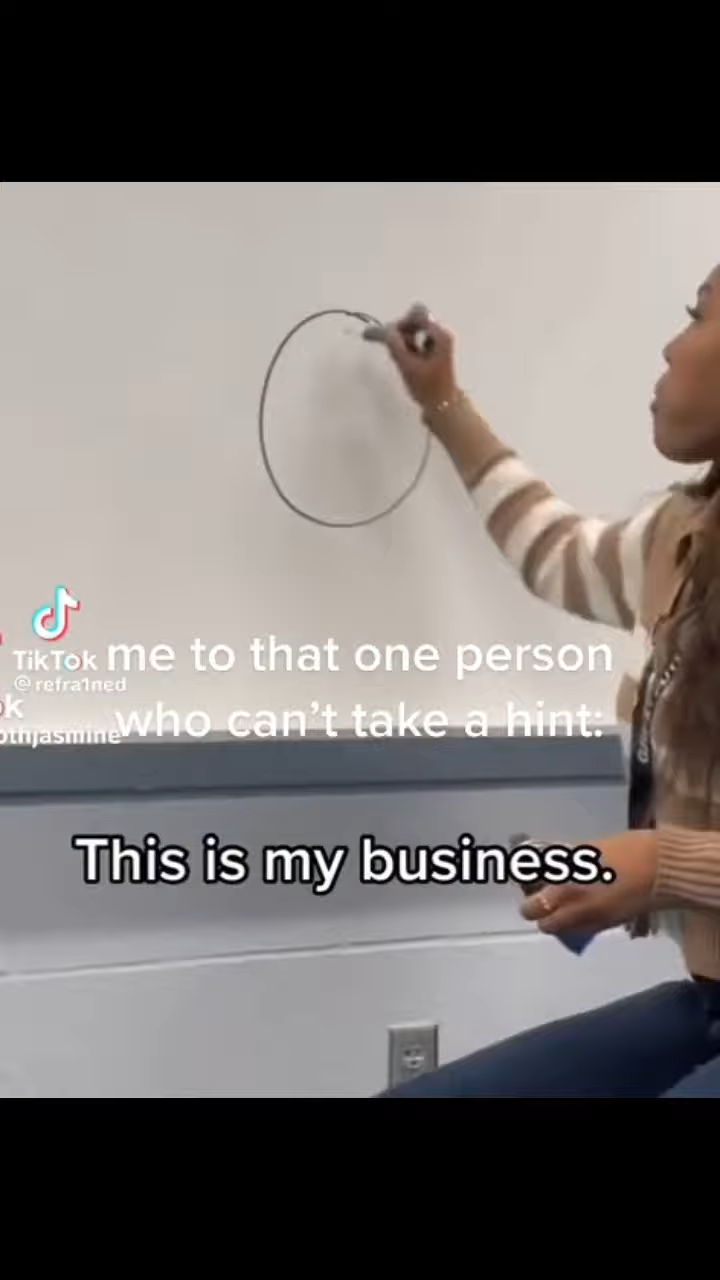 me to that one person
TikTok
@refra1ned
who can't take a hint:
This is my business.